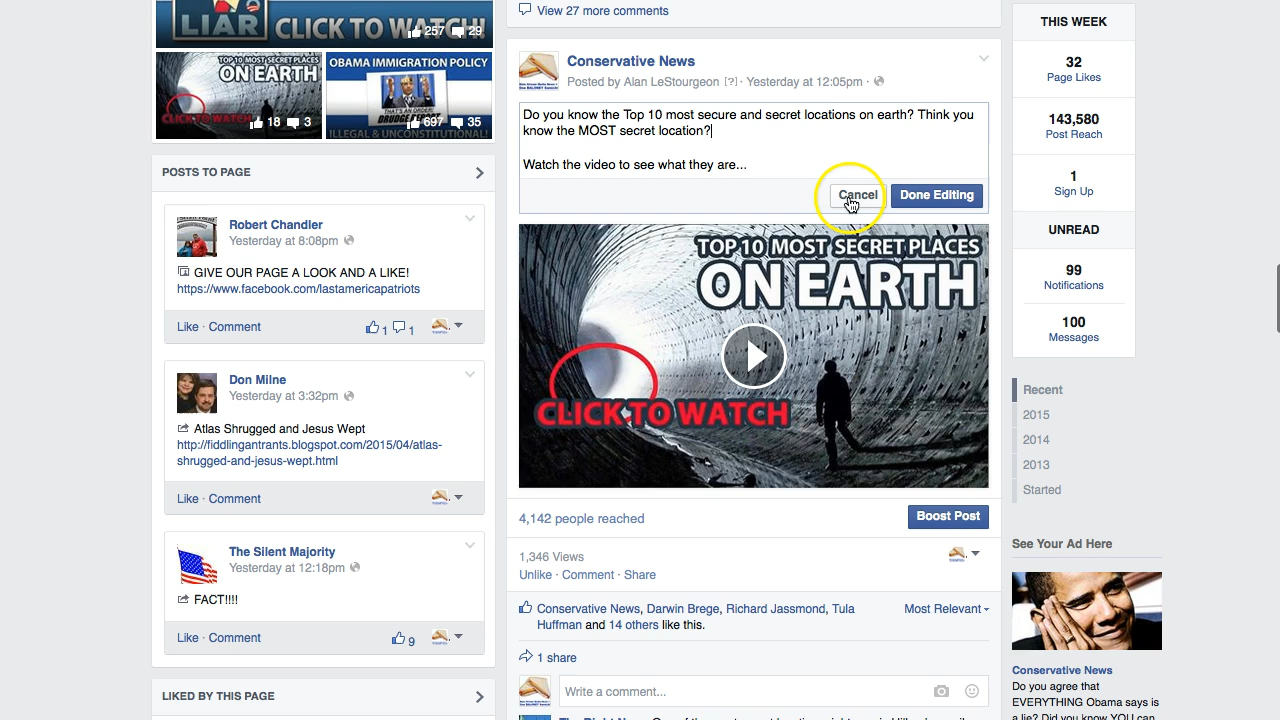 LIAR
CLICK TO WATCH!
257 29
TOP 10 MOST SECRET PLACES
ON EARTH
CLICK TO WATCH
18 3
OBAMA IMMIGRATION POLICY
697 35
ILLEGAL & UNCONSTITUTIONAL!
POSTS TO PAGE
Robert Chandler
Yesterday at 8:08pm
GIVE OUR PAGE A LOOK AND A LIKE!
https://www.facebook.com/lastamericapatriots
Like · Comment
1 1
Don Milne
Yesterday at 3:32pm
Atlas Shrugged and Jesus Wept
http://fiddlingantrants.blogspot.com/2015/04/atlas-
shrugged-and-jesus-wept.html
Like · Comment
The Silent Majority
Yesterday at 12:18pm
FACT!!!!
Like · Comment
9
LIKED BY THIS PAGE
View 27 more comments
Conservative News
Posted by Alan LeStourgeon [?] · Yesterday at 12:05pm ·
Do you know the Top 10 most secure and secret locations on earth? Think you
know the MOST secret location?
Watch the video to see what they are...
Cancel
Done Editing
TOP 10 MOST SECRET PLACES
ON EARTH
CLICK TO WATCH
4,142 people reached
Boost Post
1,346 Views
Unlike · Comment · Share
Conservative News, Darwin Brege, Richard Jassmond, Tula
Huffman and 14 others like this.
Most Relevant
1 share
Write a comment...
THIS WEEK
32
Page Likes
143,580
Post Reach
1
Sign Up
UNREAD
99
Notifications
100
Messages
Recent
2015
2014
2013
Started
See Your Ad Here
Conservative News
Do you agree that
EVERYTHING Obama says is
a lie? Did you know YOU can